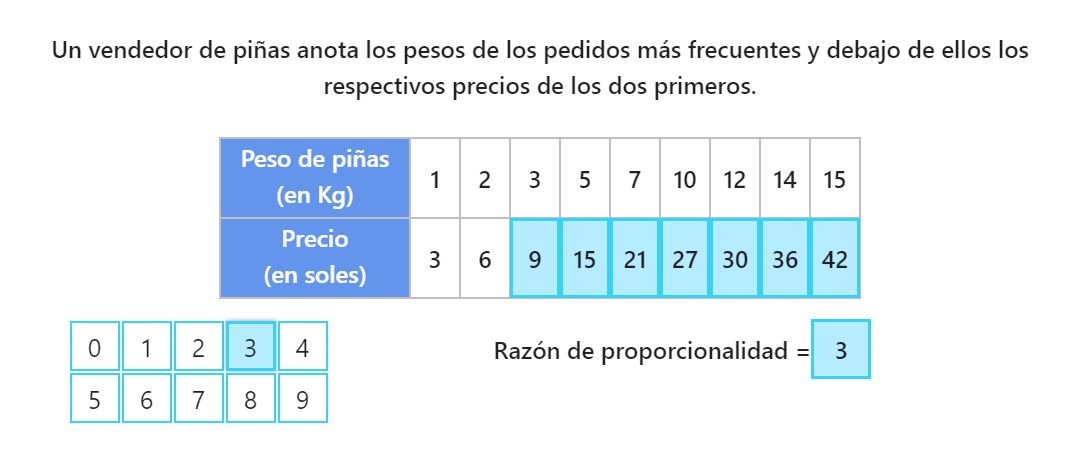 Un vendedor de piñas anota los pesos de los pedidos más frecuentes y debajo de ellos los
respectivos precios de los dos primeros.
Peso de piñas
(en Kg)
1 2 3 5 7 10 12 14 15
Precio
(en soles)
3 6 9 15 21 27 30 36 42
0 1 2 3 4
5 6 7 8 9
Razón de proporcionalidad = 3